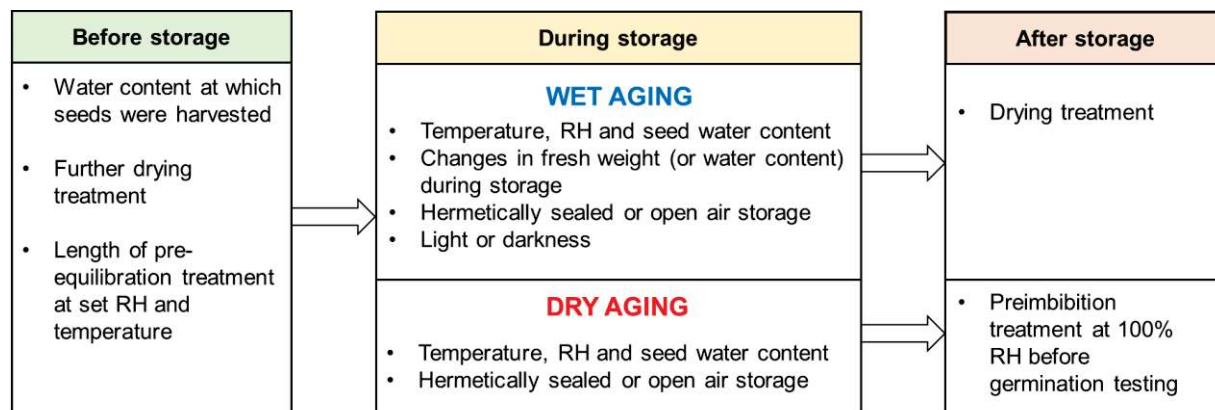 Before storage
• Water content at which
seeds were harvested
• Further drying
treatment
• Length of pre-
equilibration treatment
at set RH and
temperature
During storage
WET AGING
• Temperature, RH and seed water content
• Changes in fresh weight (or water content)
during storage
• Hermetically sealed or open air storage
• Light or darkness
DRY AGING
• Temperature, RH and seed water content
• Hermetically sealed or open air storage
After storage
• Drying treatment
• Preimbibition
treatment at 100%
RH before
germination testing